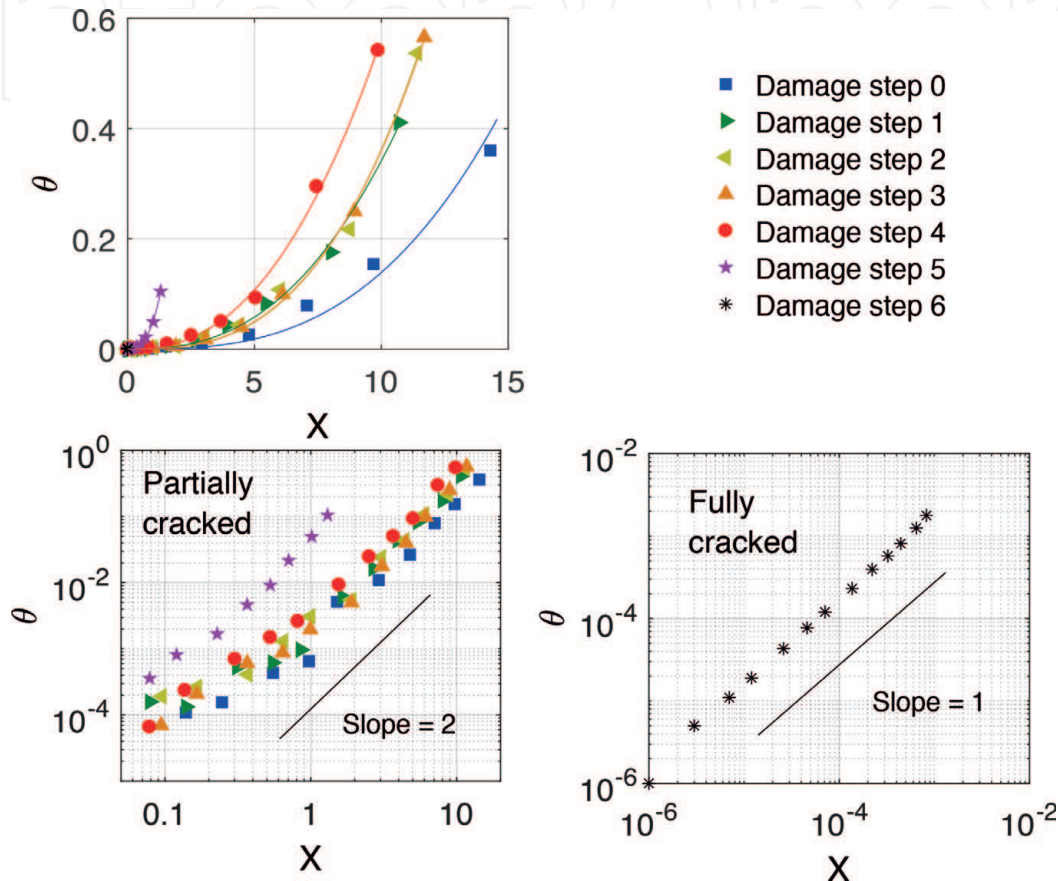 0.6
0.4
0.2
0
θ
0
5
10
15
X
Damage step 0
Damage step 1
Damage step 2
Damage step 3
Damage step 4
Damage step 5
Damage step 6
10^0
10^-2
10^-4
θ
Partially
cracked
Slope = 2
0.1
1
10
X
10^-2
10^-4
10^-6
θ
Fully
cracked
Slope = 1
10^-6
10^-4
10^-2
X